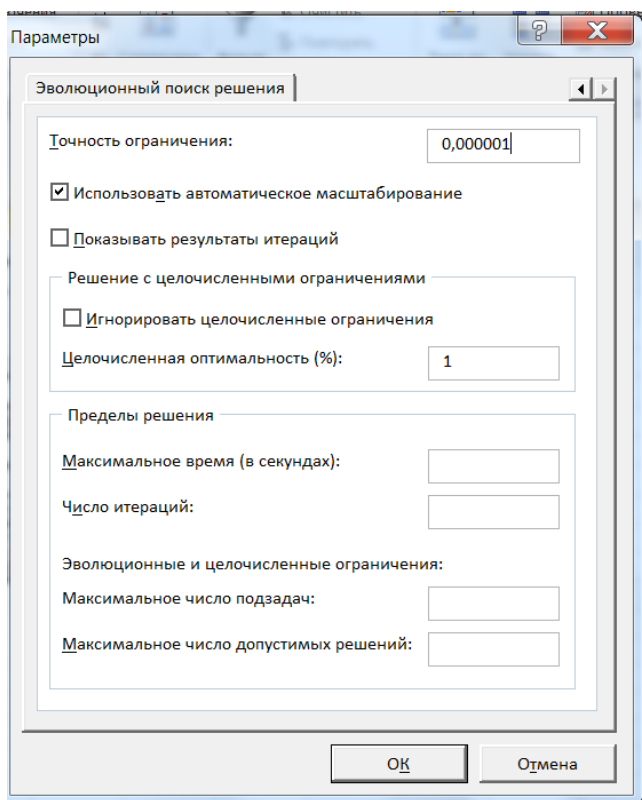 Параметры
Эволюционный поиск решения
Точность ограничения: 0,000001
Использовать автоматическое масштабирование
Показывать результаты итераций
Решение с целочисленными ограничениями
Игнорировать целочисленные ограничения
Целочисленная оптимальность (%): 1
Пределы решения
Максимальное время (в секундах):
Число итераций:
Эволюционные и целочисленные ограничения:
Максимальное число подзадач:
Максимальное число допустимых решений:
ОК Отмена